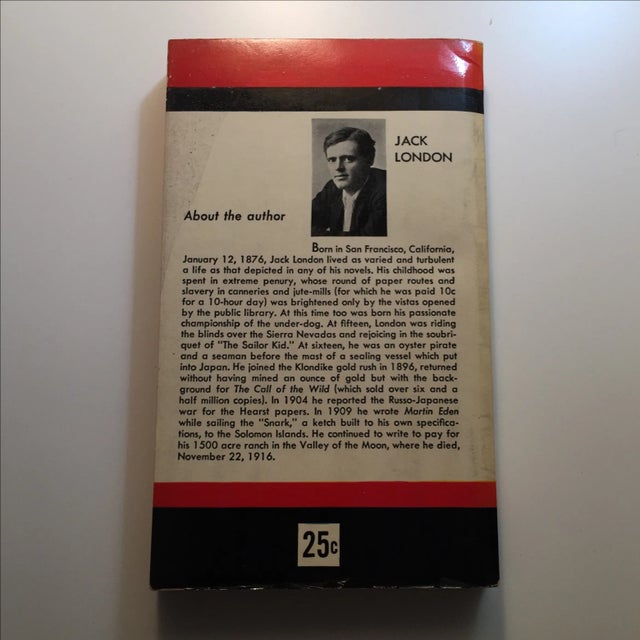 JACK
LONDON
About the author
Born in San Francisco, California,
January 12, 1876, Jack London lived as varied and turbulent
a life as that depicted in any of his novels. His childhood was
spent in extreme penury, whose round of paper routes and
slavery in canneries and jute-mills (for which he was paid 10c
for a 10-hour day) was brightened only by the vistas opened
by the public library. At this time too was born his passionate
championship of the under-dog. At fifteen, London was riding
the blinds over the Sierra Nevadas and rejoicing in the soubri-
quet of "The Sailor Kid." At sixteen, he was an oyster pirate
and a seaman before the mast of a sealing vessel which put
into Japan. He joined the Klondike gold rush in 1896, returned
without having mined an ounce of gold but with the back-
ground for The Call of the Wild (which sold over six and a
half million copies). In 1904 he reported the Russo-Japanese
war for the Hearst papers. In 1909 he wrote Martin Eden
while sailing the "Snark," a ketch built to his own specifica-
tions, to the Solomon Islands. He continued to write to pay for
his 1500 acre ranch in the Valley of the Moon, where he died,
November 22, 1916.
25c